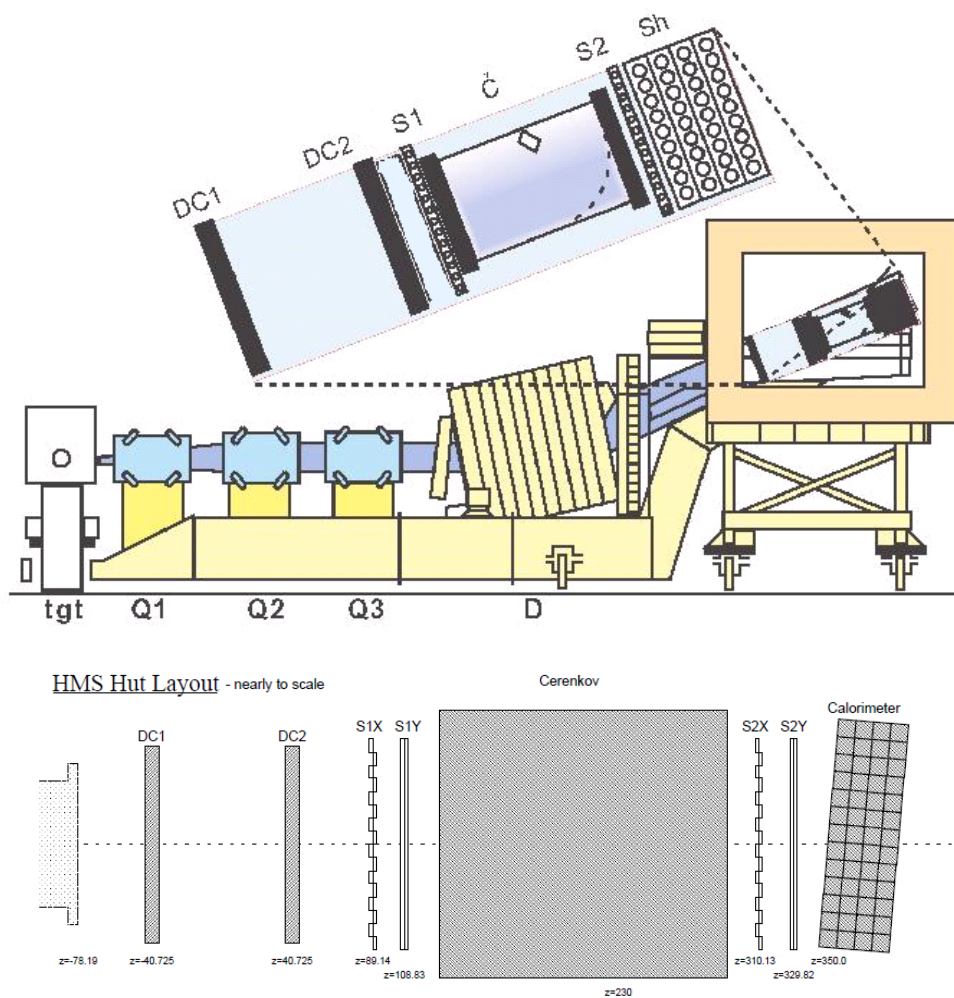 Sh
S2
Č
S1
DC2
DC1
tgt Q1 Q2 Q3 D
HMS Hut Layout - nearly to scale
Cerenkov
Calorimeter
DC1 DC2 S1X S1Y S2X S2Y
z=-78.19 z=-40.725 z=40.725 z=89.14 z=310.13 z=350.0
z=108.83 z=329.82
z=230